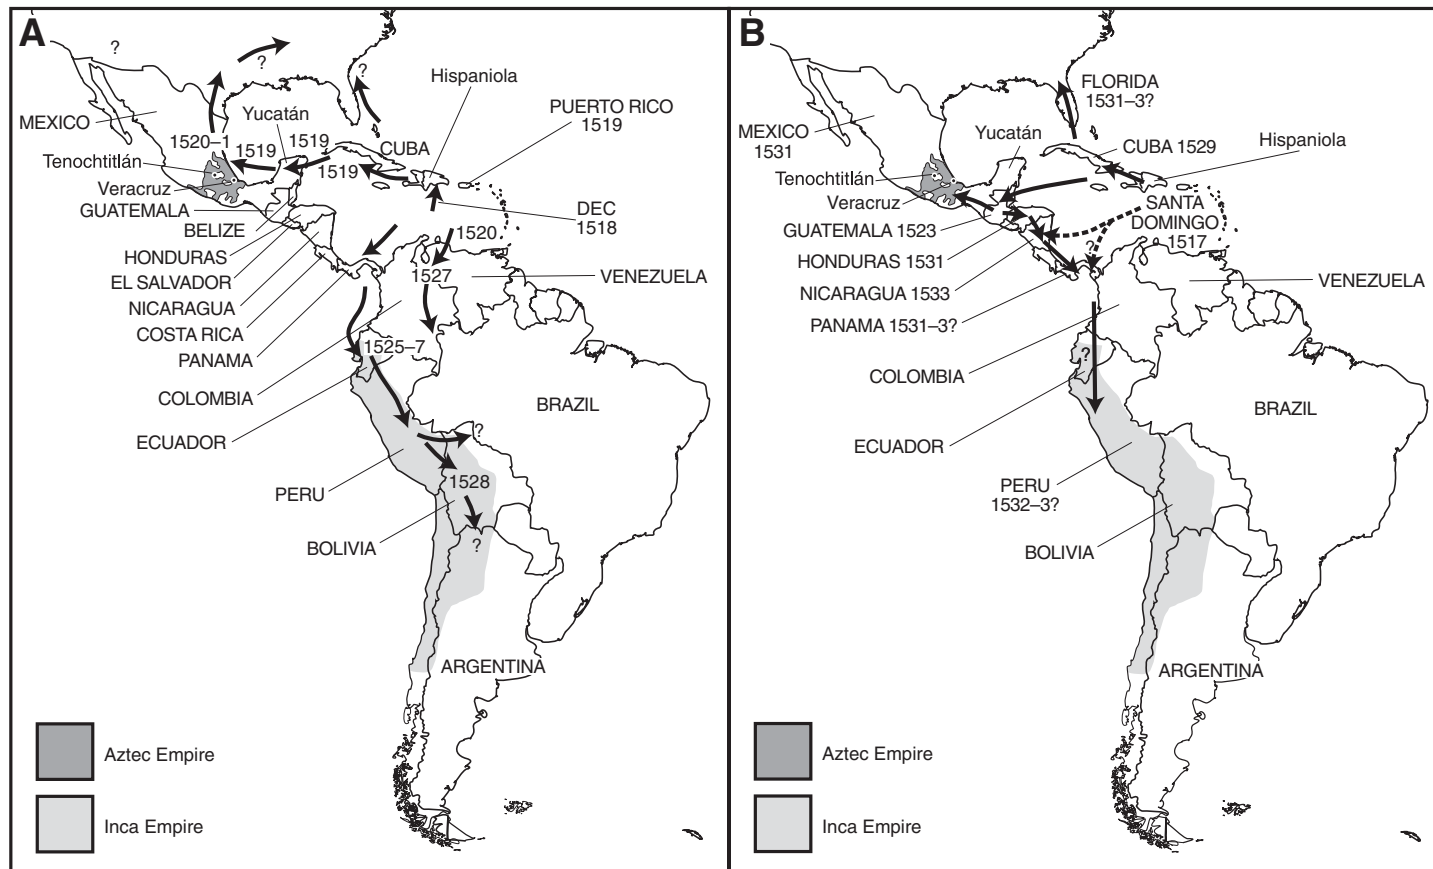 A
?
?
?
Hispaniola
PUERTO RICO
1519
MEXICO
Yucatán
1520–1
1519
1519
1519
CUBA
Tenochtitlán
Veracruz
GUATEMALA
BELIZE
DEC
1518
1520
HONDURAS
EL SALVADOR
1527
VENEZUELA
NICARAGUA
COSTA RICA
PANAMA
1525–7
COLOMBIA
BRAZIL
ECUADOR
?
PERU
1528
BOLIVIA
?
ARGENTINA
Aztec Empire
Inca Empire
B
FLORIDA
1531–3?
MEXICO
1531
Yucatán
CUBA 1529
Hispaniola
Tenochtitlán
Veracruz
SANTA
DOMINGO
1517
GUATEMALA 1523
?
HONDURAS 1531
VENEZUELA
NICARAGUA 1533
PANAMA 1531–3?
?
COLOMBIA
BRAZIL
ECUADOR
PERU
1532–3?
BOLIVIA
ARGENTINA
Aztec Empire
Inca Empire